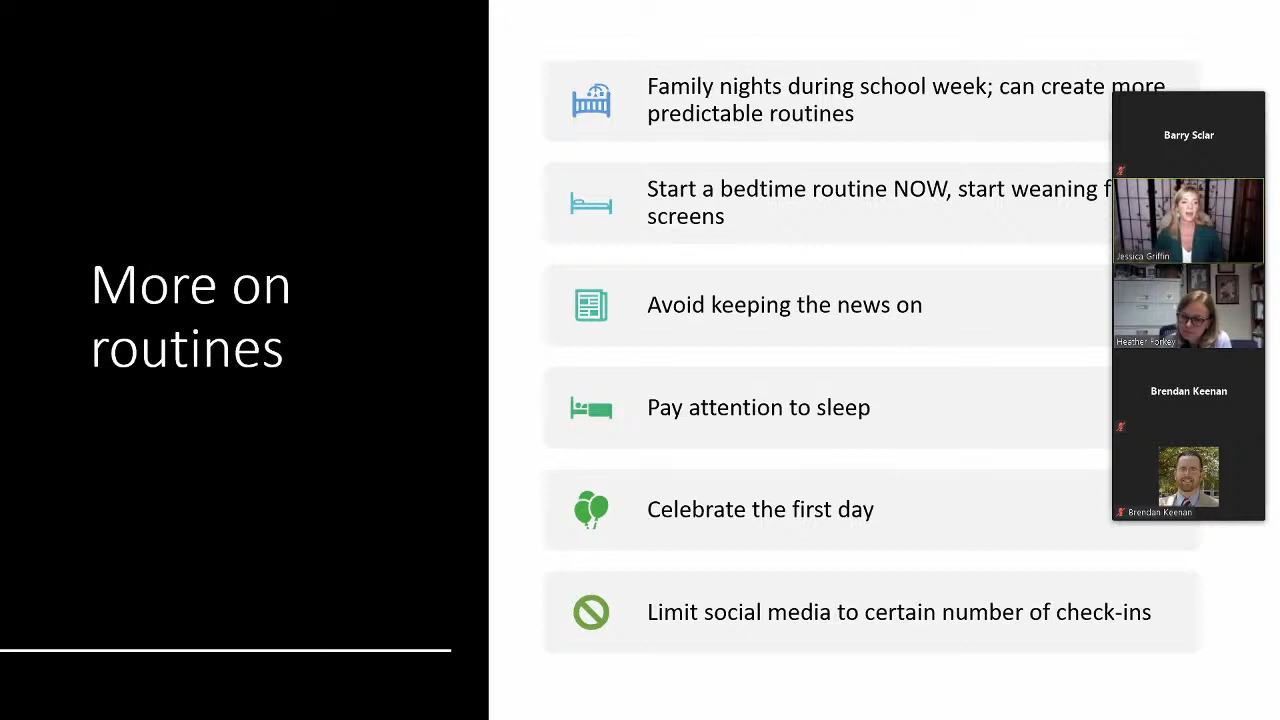 More on
routines
Family nights during school week; can create more
predictable routines
Start a bedtime routine NOW, start weaning
screens
Avoid keeping the news on
Pay attention to sleep
Celebrate the first day
Limit social media to certain number of check-ins
Barry Sclar
Jessica Griffin
Heather Forkey
Brendan Keenan
Brendan Keenan